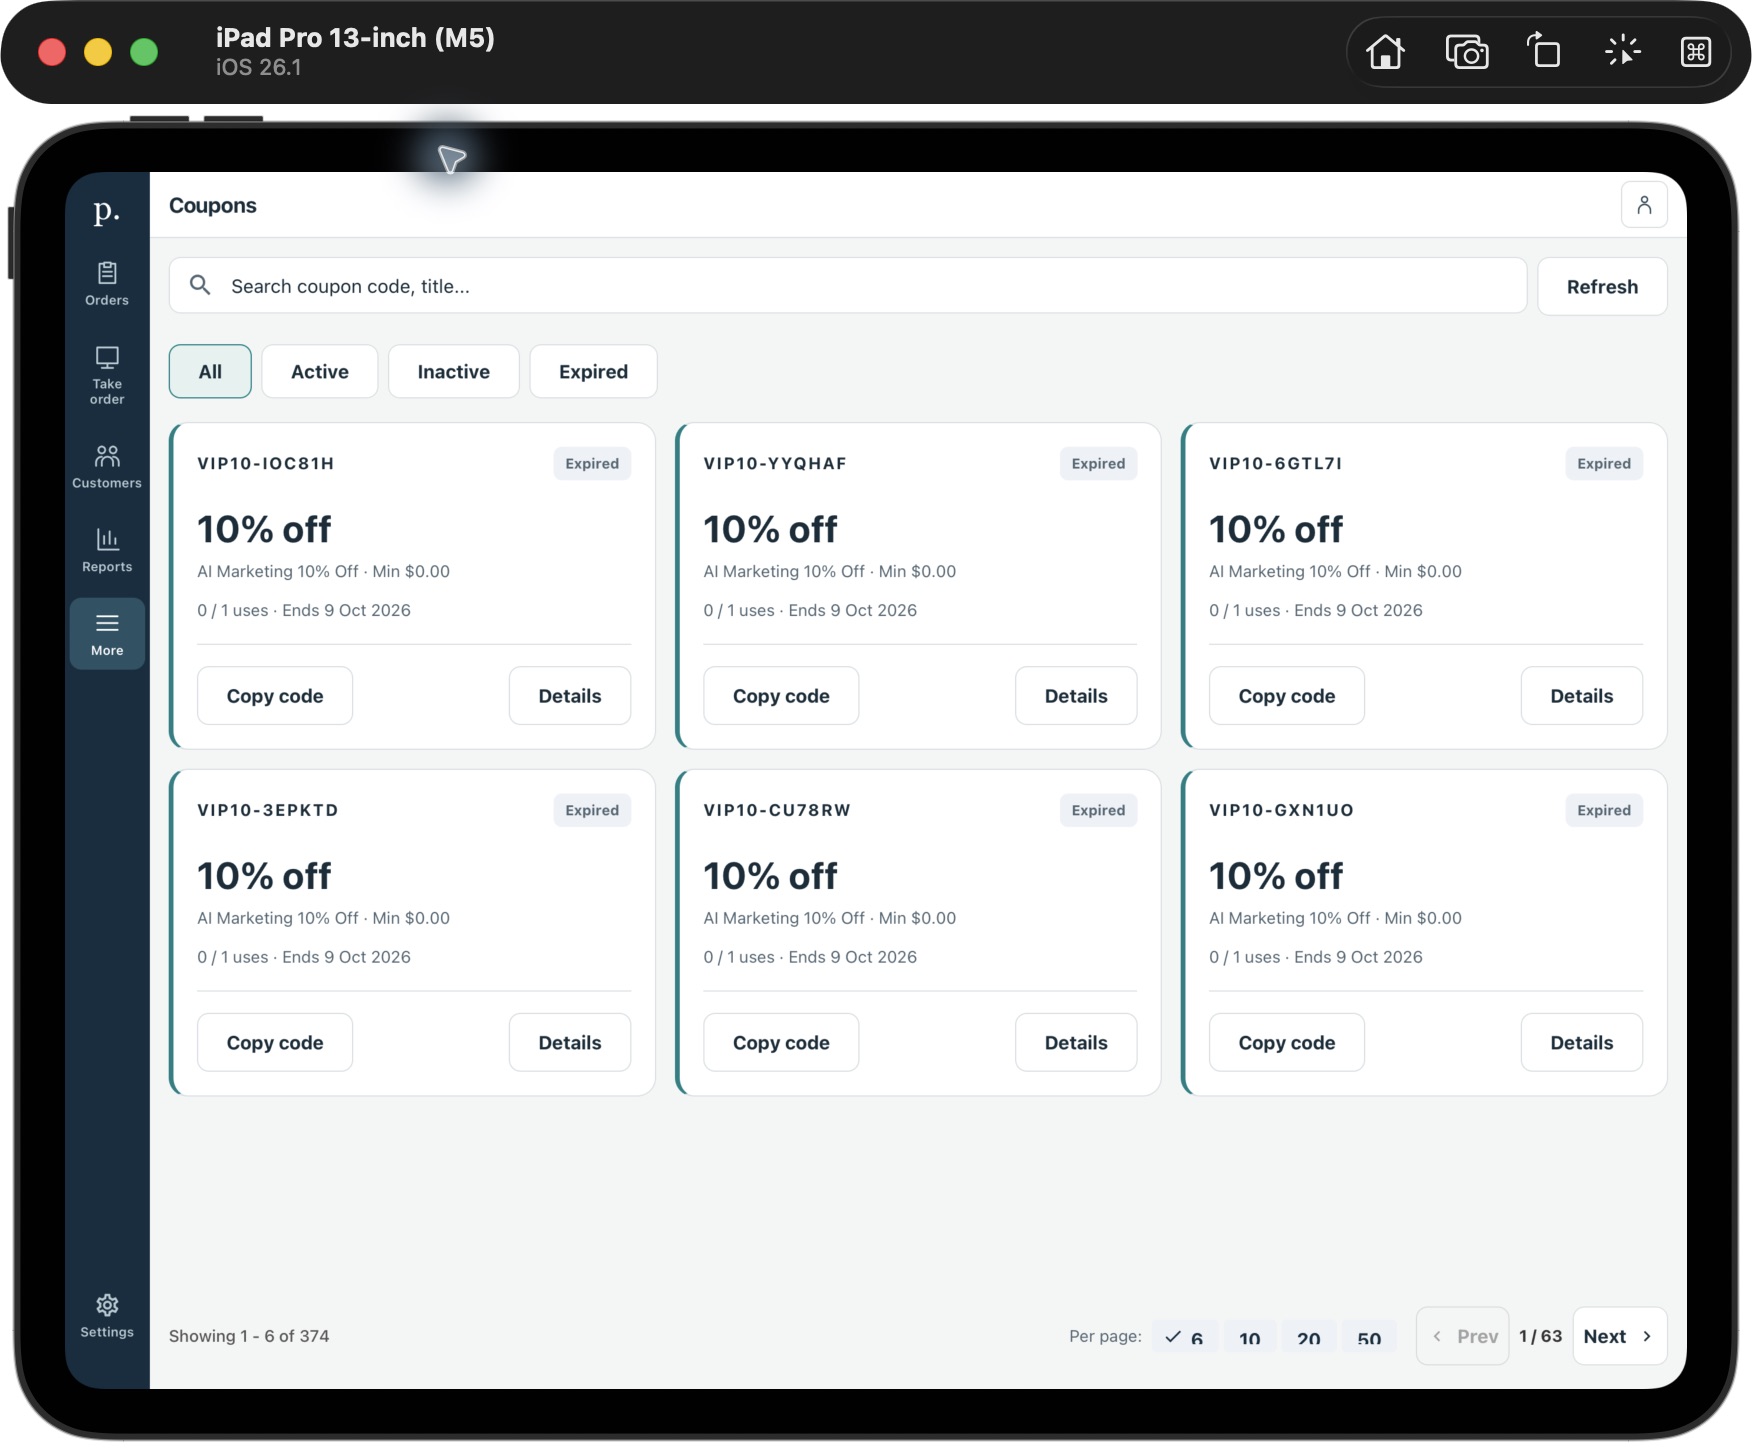 iPad Pro 13-inch (M5)
iOS 26.1
p.
Orders
Take
order
Customers
Reports
More
Settings
Coupons
Search coupon code, title...
Refresh
All
Active
Inactive
Expired
VIP10-IOC81H
Expired
10% off
AI Marketing 10% Off · Min $0.00
0 / 1 uses · Ends 9 Oct 2026
Copy code
Details
VIP10-YYQHAF
Expired
10% off
AI Marketing 10% Off · Min $0.00
0 / 1 uses · Ends 9 Oct 2026
Copy code
Details
VIP10-6GTL7I
Expired
10% off
AI Marketing 10% Off · Min $0.00
0 / 1 uses · Ends 9 Oct 2026
Copy code
Details
VIP10-3EPKTD
Expired
10% off
AI Marketing 10% Off · Min $0.00
0 / 1 uses · Ends 9 Oct 2026
Copy code
Details
VIP10-CU78RW
Expired
10% off
AI Marketing 10% Off · Min $0.00
0 / 1 uses · Ends 9 Oct 2026
Copy code
Details
VIP10-GXN1UO
Expired
10% off
AI Marketing 10% Off · Min $0.00
0 / 1 uses · Ends 9 Oct 2026
Copy code
Details
Showing 1 - 6 of 374
Per page:
6
10
20
50
Prev
1 / 63
Next